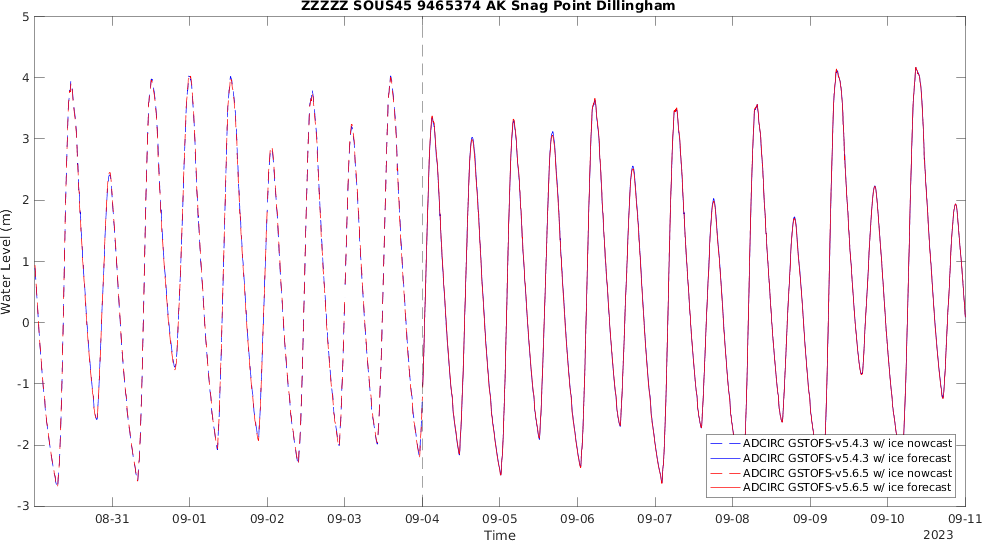 ZZZZZ SOUS45 9465374 AK Snag Point Dillingham
5
4
3
2
1
0
-1
-2
-3
Water Level (m)
ADCIRC GSTOFS-v5.4.3 w/ ice nowcast
ADCIRC GSTOFS-v5.4.3 w/ ice forecast
ADCIRC GSTOFS-v5.6.5 w/ ice nowcast
ADCIRC GSTOFS-v5.6.5 w/ ice forecast
08-31 09-01 09-02 09-03 09-04 09-05 09-06 09-07 09-08 09-09 09-10 09-11
Time
2023